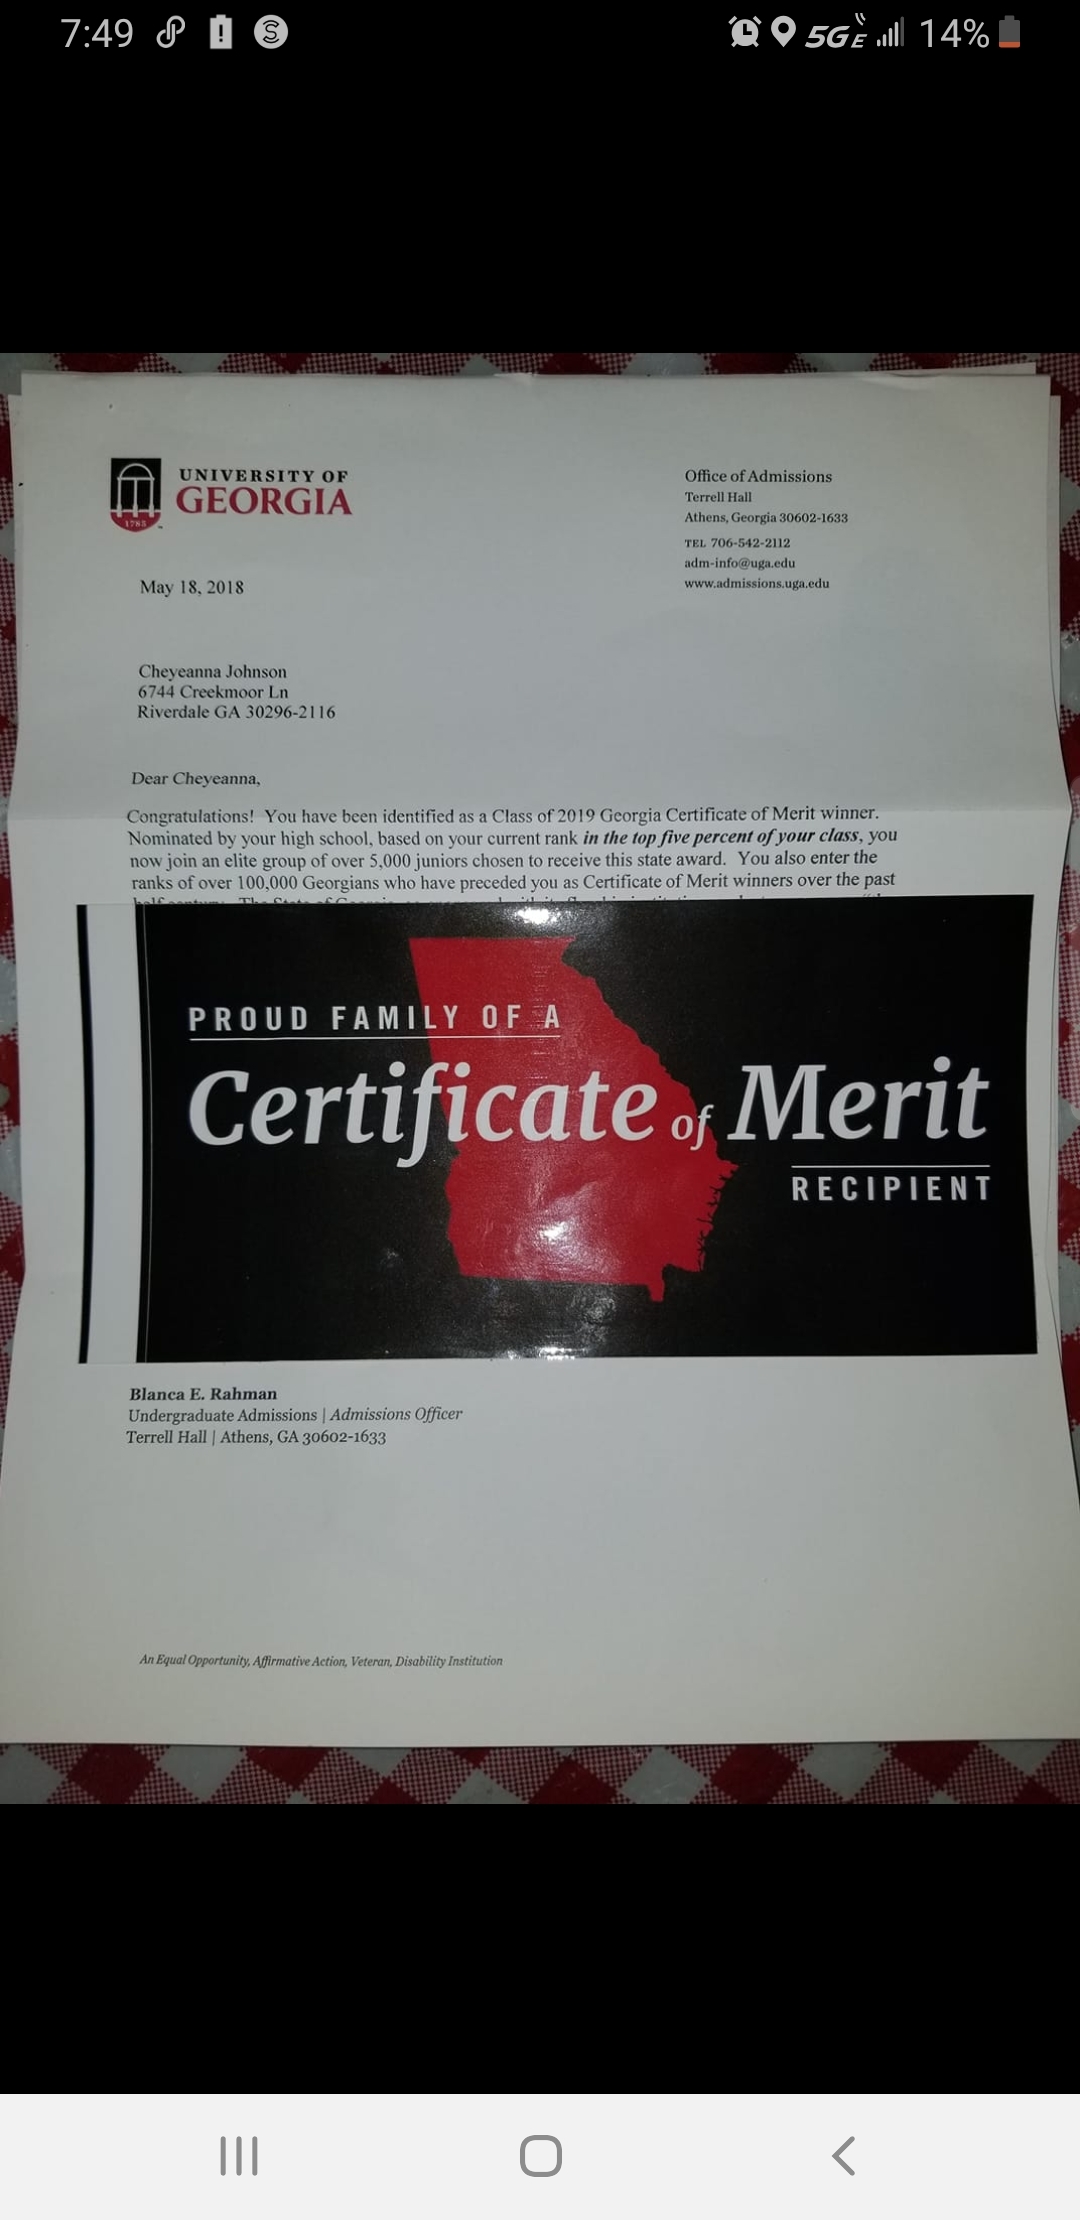 7:49
5GE 14%
UNIVERSITY OF
GEORGIA
1785
Office of Admissions
Terrell Hall
Athens, Georgia 30602-1633
TEL 706-542-2112
adm-info@uga.edu
www.admissions.uga.edu
May 18, 2018
Cheyeanna Johnson
6744 Creekmoor Ln
Riverdale GA 30296-2116
Dear Cheyeanna,
Congratulations! You have been identified as a Class of 2019 Georgia Certificate of Merit winner.
Nominated by your high school, based on your current rank in the top five percent of your class, you
now join an elite group of over 5,000 juniors chosen to receive this state award. You also enter the
ranks of over 100,000 Georgians who have preceded you as Certificate of Merit winners over the past
PROUD FAMILY OF A
Certificate of Merit
RECIPIENT
Blanca E. Rahman
Undergraduate Admissions | Admissions Officer
Terrell Hall | Athens, GA 30602-1633
An Equal Opportunity, Affirmative Action, Veteran, Disability Institution